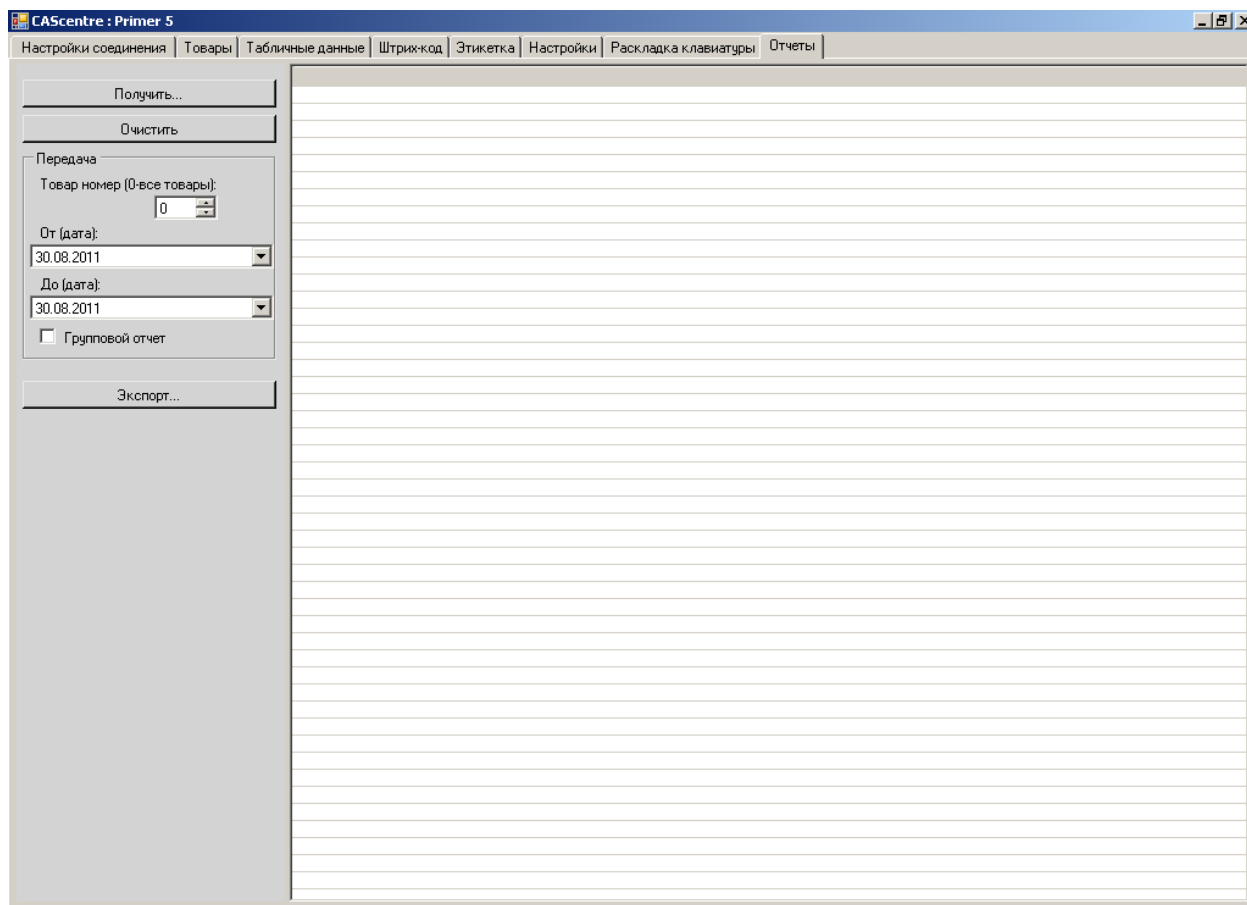 CAScentre : Primer 5
Настройки соединения Товары Табличные данные Штрих-код Этикетка Настройки Раскладка клавиатуры Отчеты
Получить...
Очистить
Передача
Товар номер (0-все товары):
0
От (дата):
30.08.2011
До (дата):
30.08.2011
Групповой отчет
Экспорт...